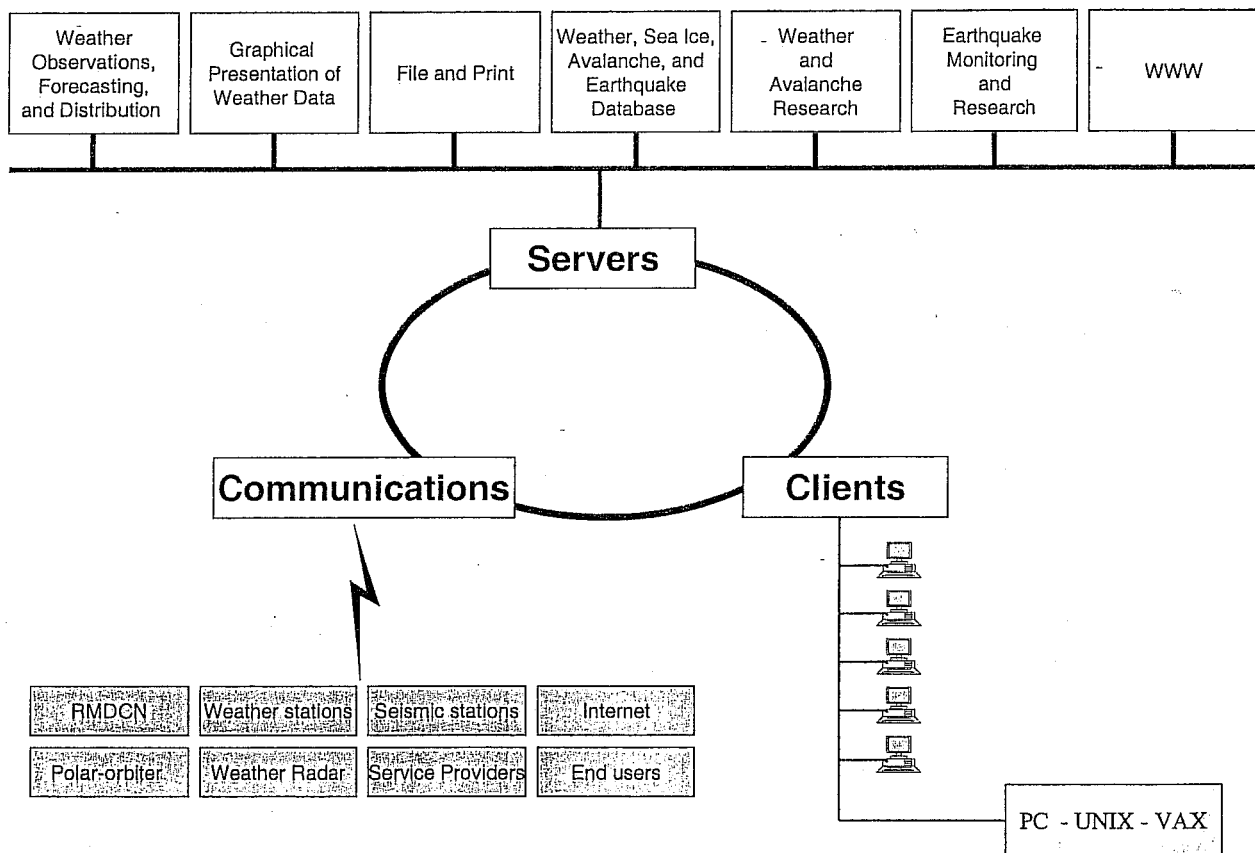 Weather
Observations,
Forecasting,
and Distribution
Graphical
Presentation of
Weather Data
File and Print
Weather, Sea Ice,
Avalanche, and
Earthquake
Database
Weather
and
Avalanche
Research
Earthquake
Monitoring
and
Research
WWW
Servers
Communications
Clients
RMDCN
Weather stations
Seismic stations
Internet
Polar-orbiter
Weather Radar
Service Providers
End users
PC - UNIX - VAX